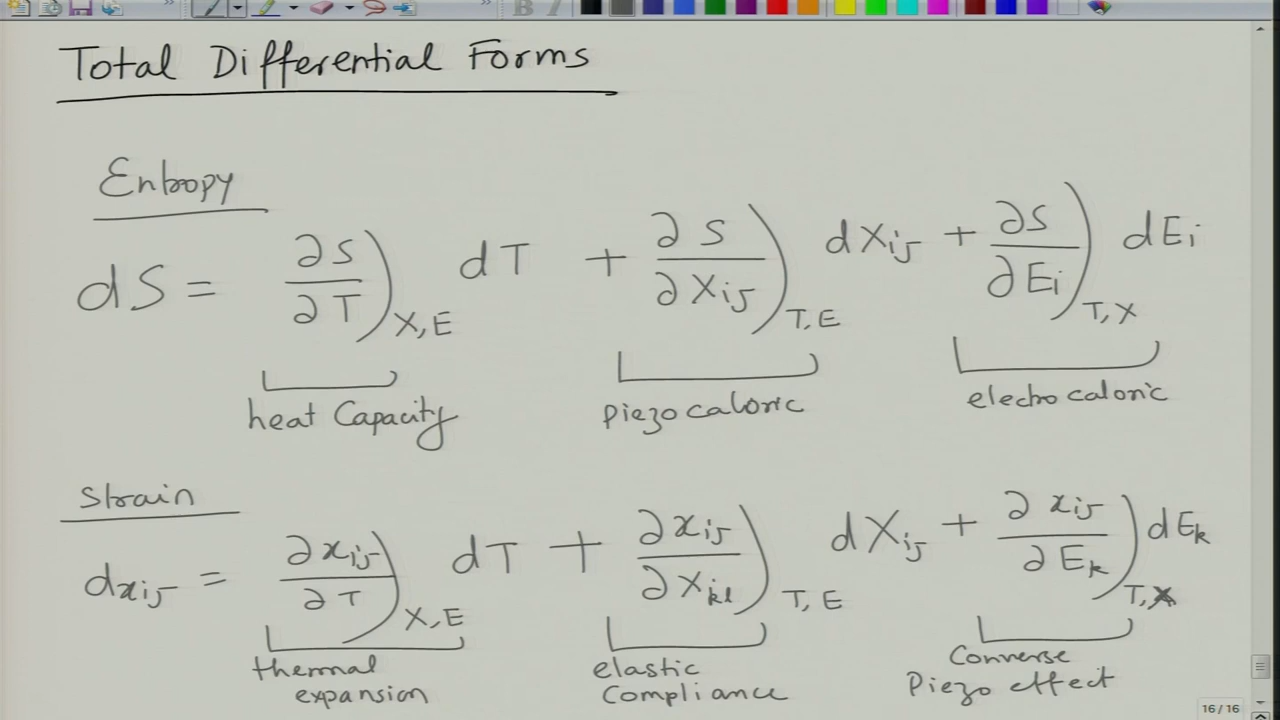 Total Differential Forms
Entropy
dS = ∂S/∂T)X,E dT + ∂S/∂Xij)T,E dXij + ∂S/∂Ei)T,X dEi
heat Capacity Piezocaloric electrocaloric
Strain
dxij = ∂xij/∂T)X,E dT + ∂xij/∂Xkl)T,E dXij + ∂xij/∂Ek)T,X dEk
thermal expansion elastic Compliance Converse Piezo effect
16 / 16